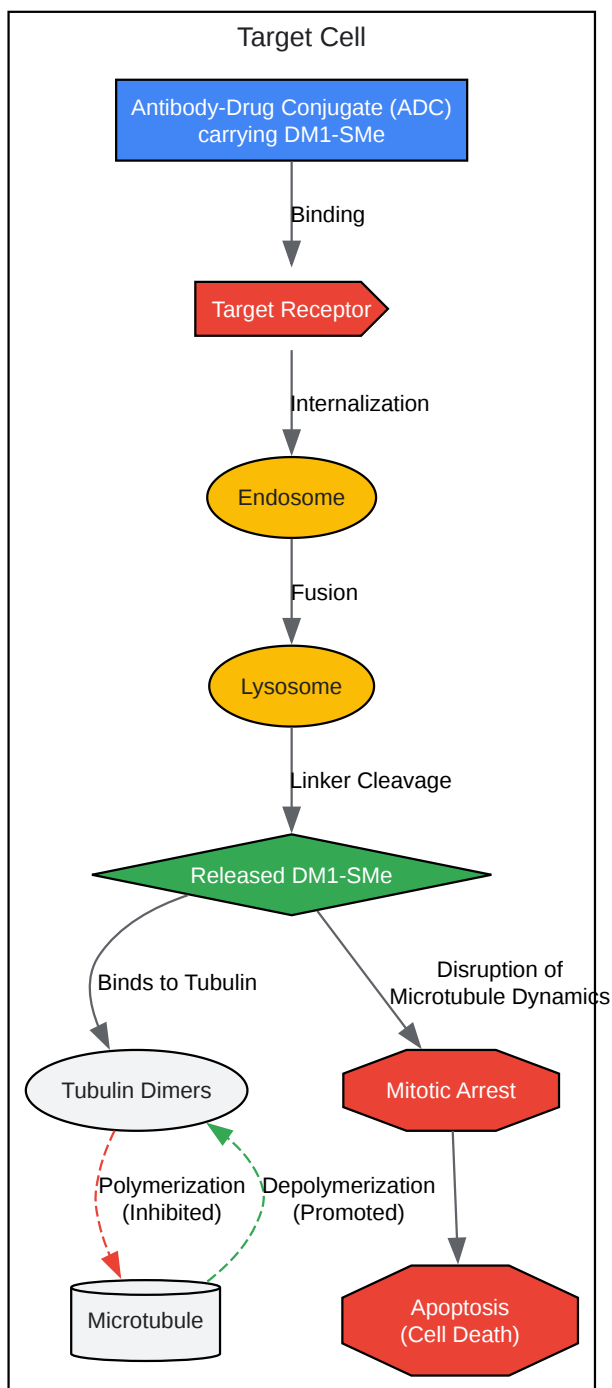 Target Cell
Antibody-Drug Conjugate (ADC)
carrying DM1-SMe
Binding
Target Receptor
Internalization
Endosome
Fusion
Lysosome
Linker Cleavage
Released DM1-SMe
Binds to Tubulin
Disruption of
Microtubule Dynamics
Tubulin Dimers
Mitotic Arrest
Polymerization
(Inhibited)
Depolymerization
(Promoted)
Microtubule
Apoptosis
(Cell Death)